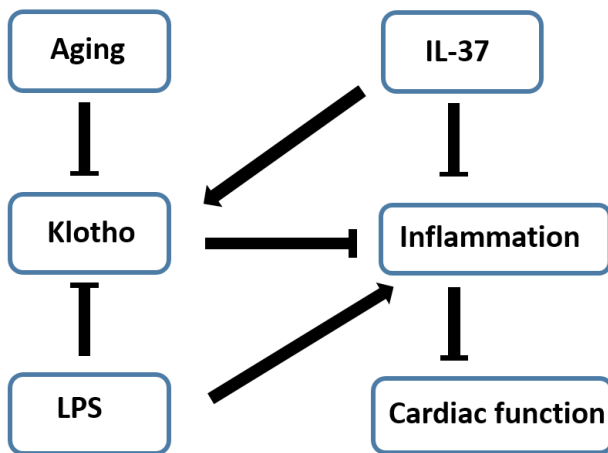 Aging
IL-37
Klotho
Inflammation
LPS
Cardiac function